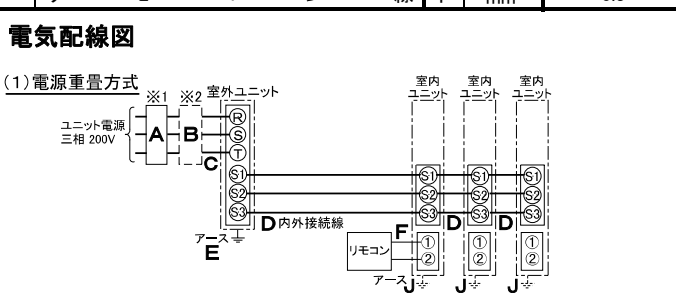 電気配線図
(1)電源重畳方式
※1 ※2 室外ユニット
室内ユニット 室内ユニット 室内ユニット
ユニット電源
三相 200V
A B C
R
S
T
S1 S1 S1 S1
S2 S2 S2 S2
S3 S3 S3 S3
D 内外接続線 D D
アース
E
F
リモコン
① ① ①
② ② ②
アース J J J